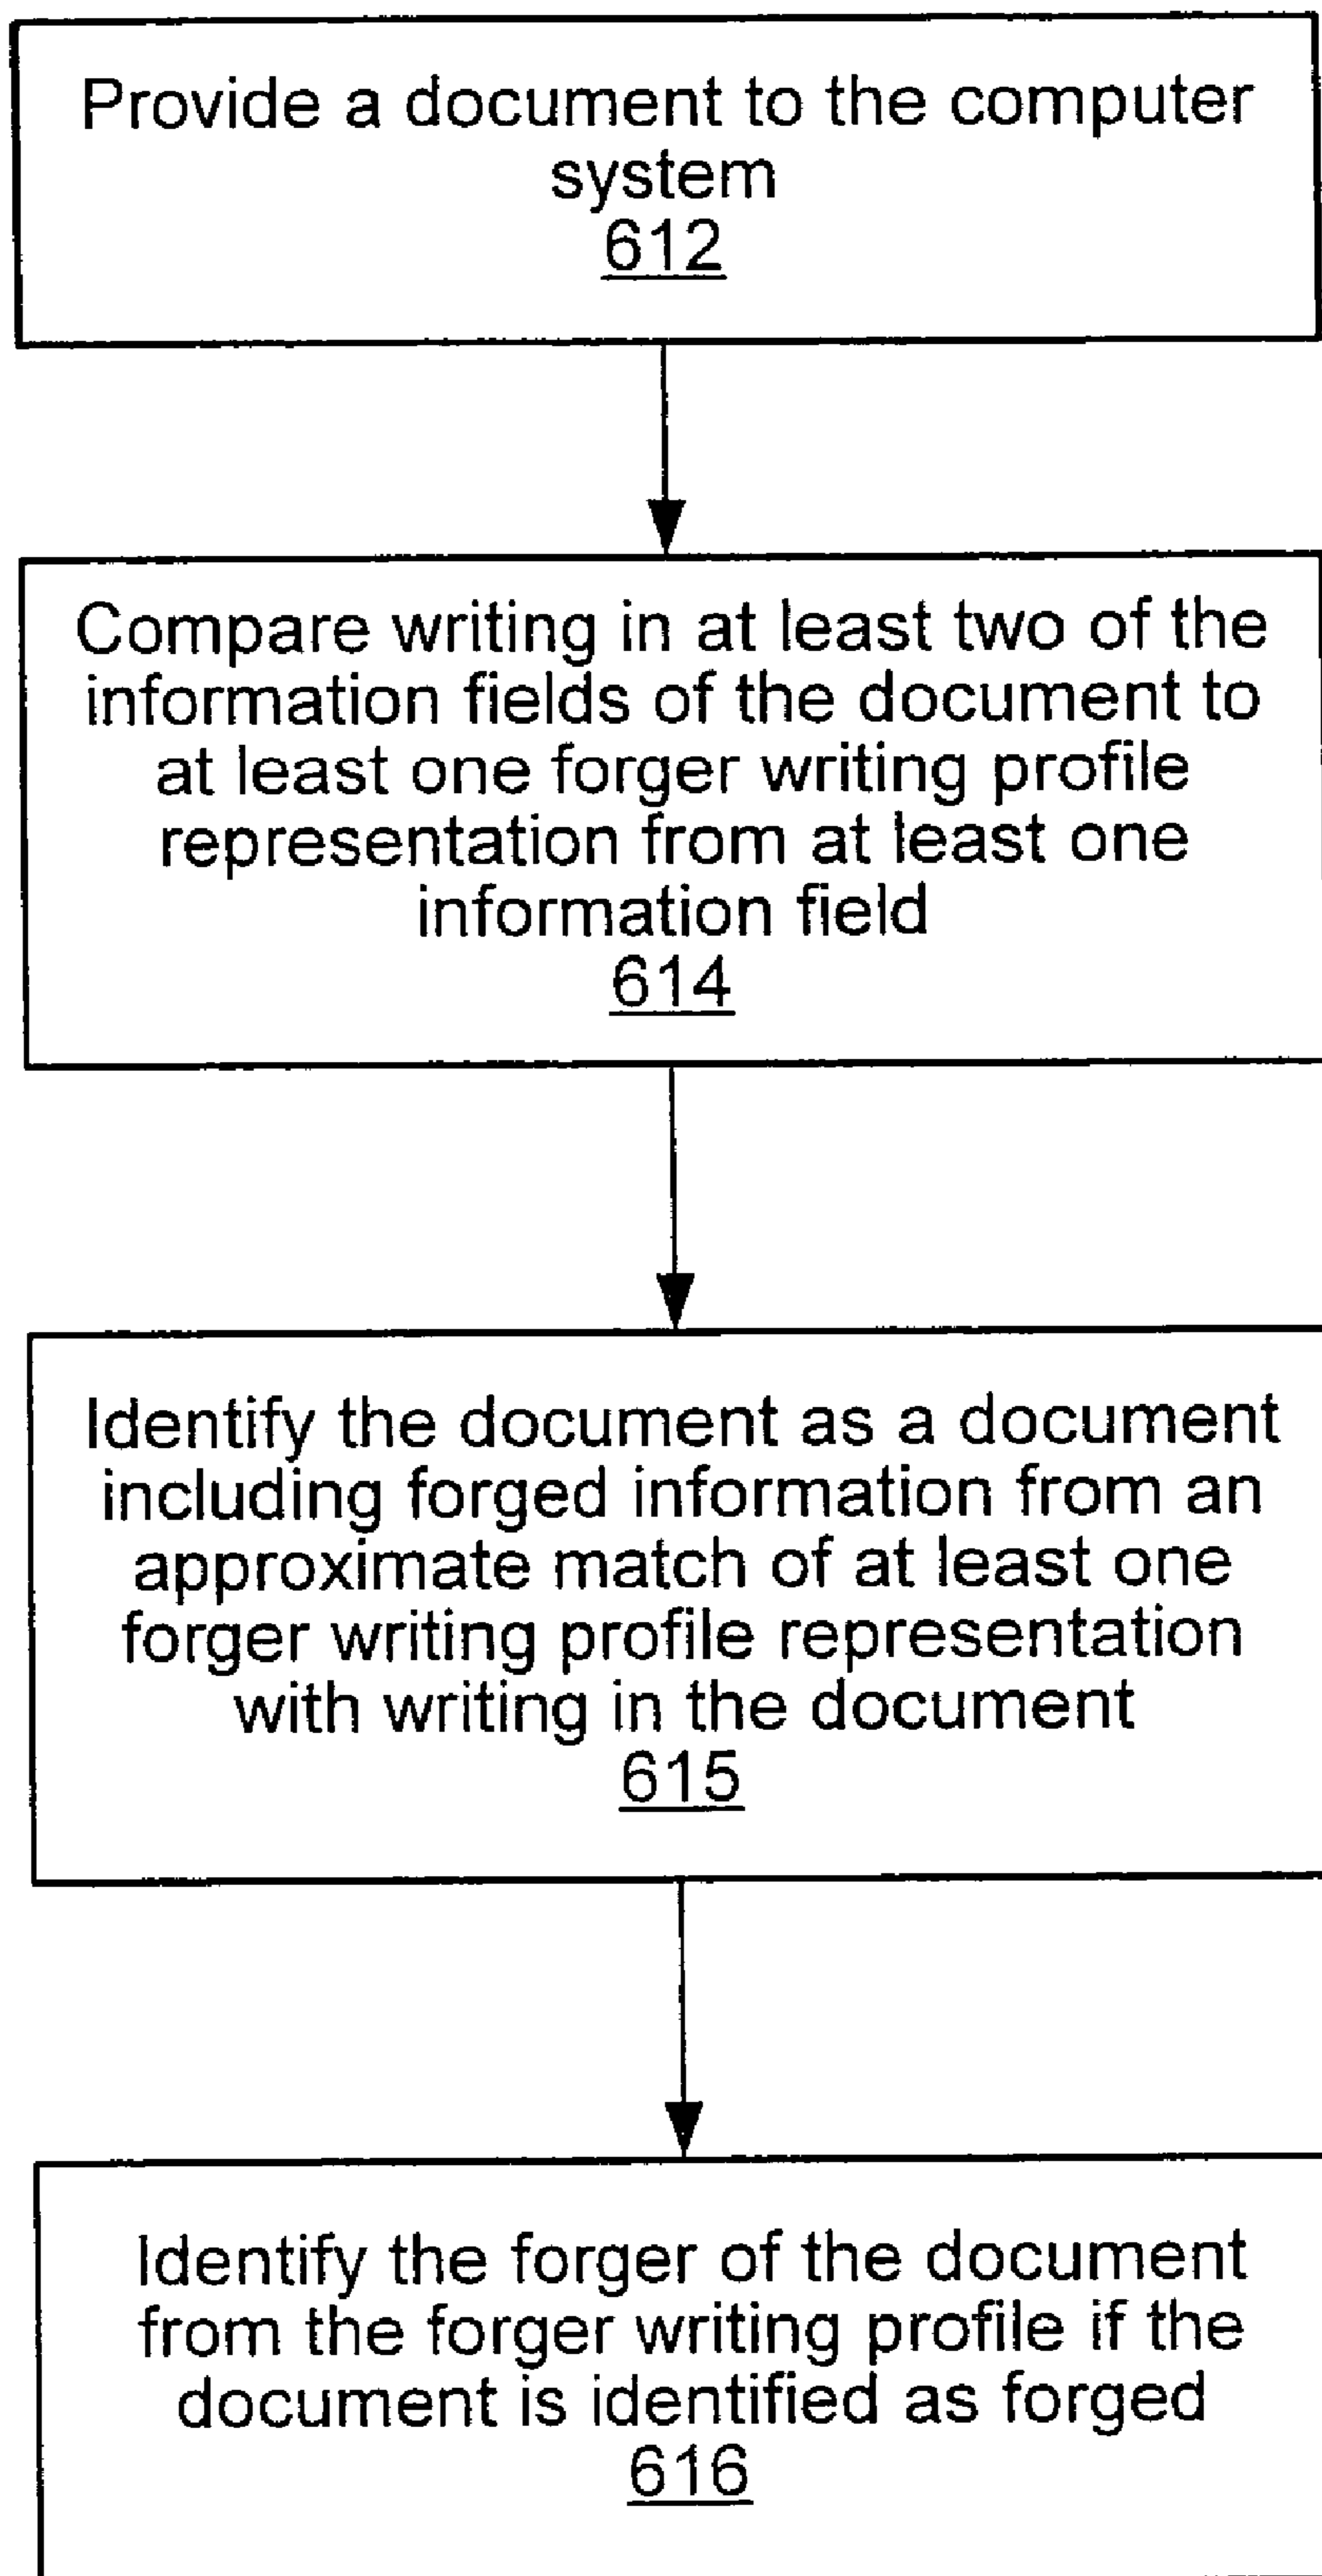 Provide a document to the computer
system
612
Compare writing in at least two of the
information fields of the document to
at least one forger writing profile
representation from at least one
information field
614
Identify the document as a document
including forged information from an
approximate match of at least one
forger writing profile representation
with writing in the document
615
Identify the forger of the document
from the forger writing profile if the
document is identified as forged
616